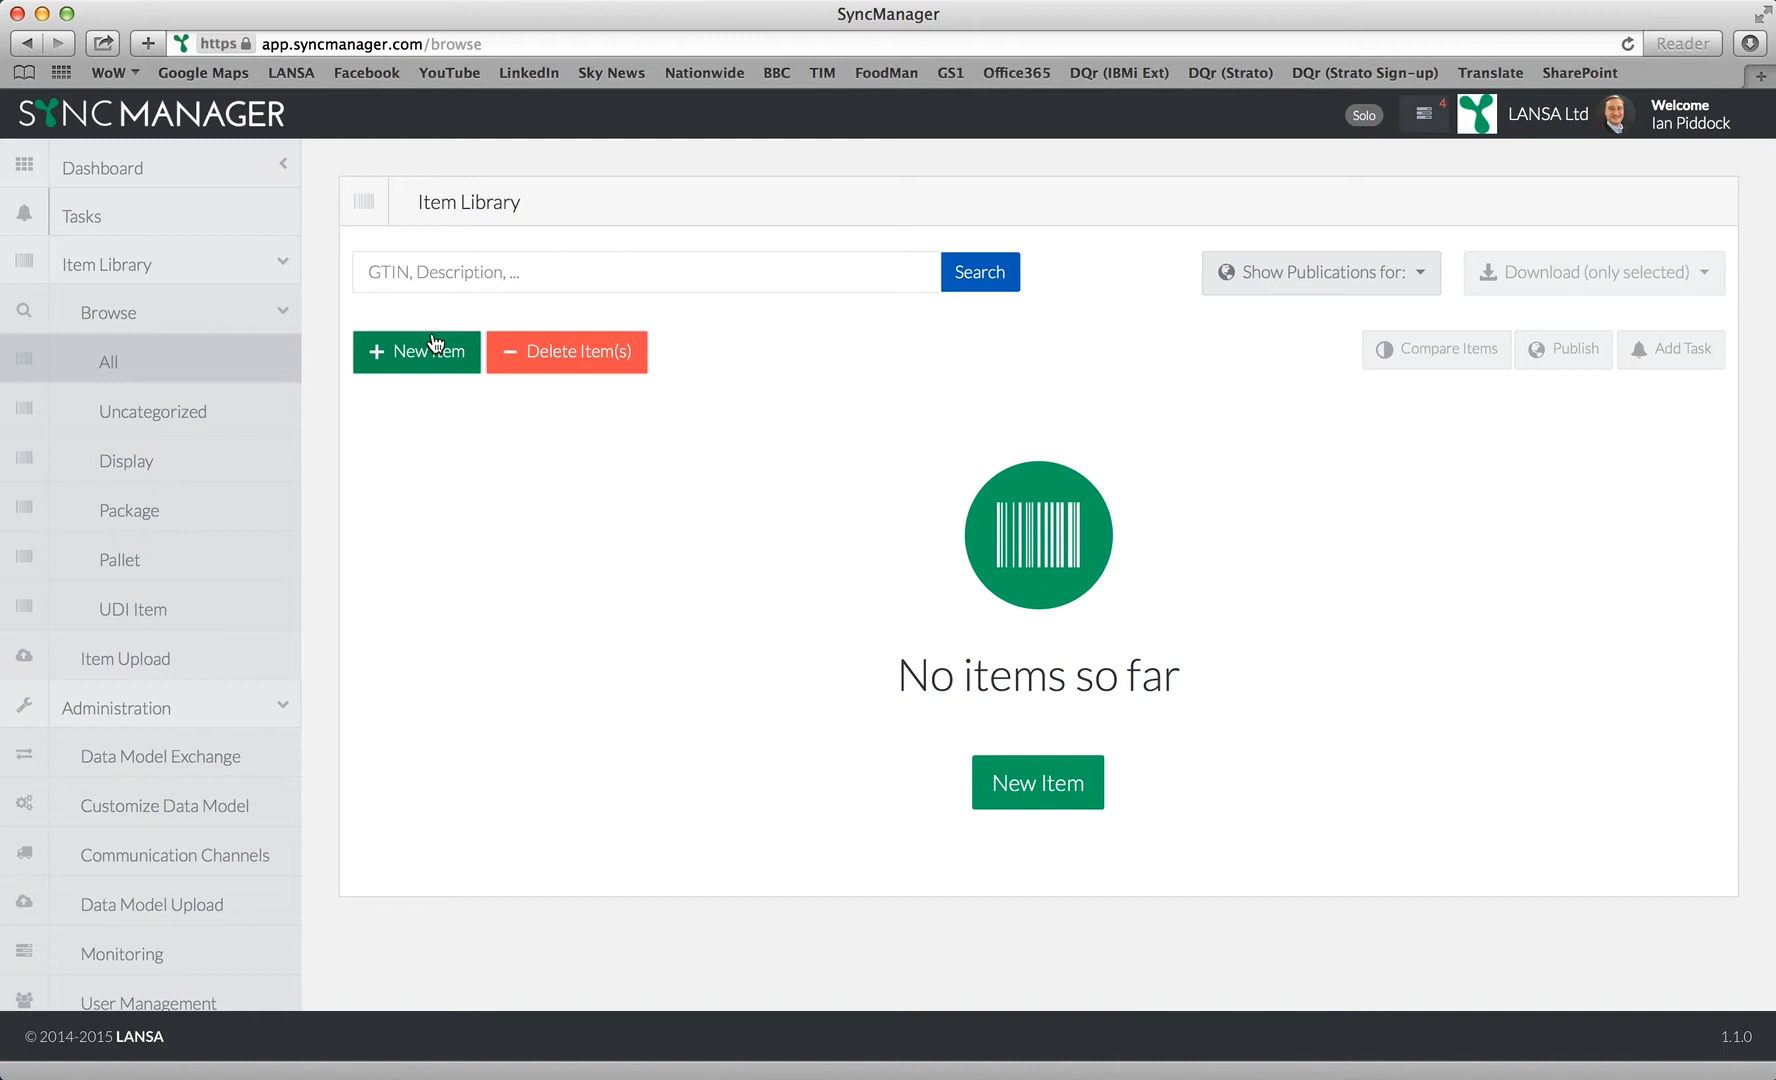 SyncManager
https app.syncmanager.com/browse
Reader
WoW Google Maps LANSA Facebook YouTube LinkedIn Sky News Nationwide BBC TIM FoodMan GS1 Office365 DQr (IBMi Ext) DQr (Strato) DQr (Strato Sign-up) Translate SharePoint
SYNC MANAGER
Solo
4
LANSA Ltd
Welcome
Ian Piddock
Dashboard
Tasks
Item Library
Browse
All
Uncategorized
Display
Package
Pallet
UDI Item
Item Upload
Administration
Data Model Exchange
Customize Data Model
Communication Channels
Data Model Upload
Monitoring
User Management
Item Library
GTIN, Description, ...
Search
Show Publications for:
Download (only selected)
+ New Item
− Delete Item(s)
Compare Items
Publish
Add Task
No items so far
New Item
© 2014-2015 LANSA
1.1.0